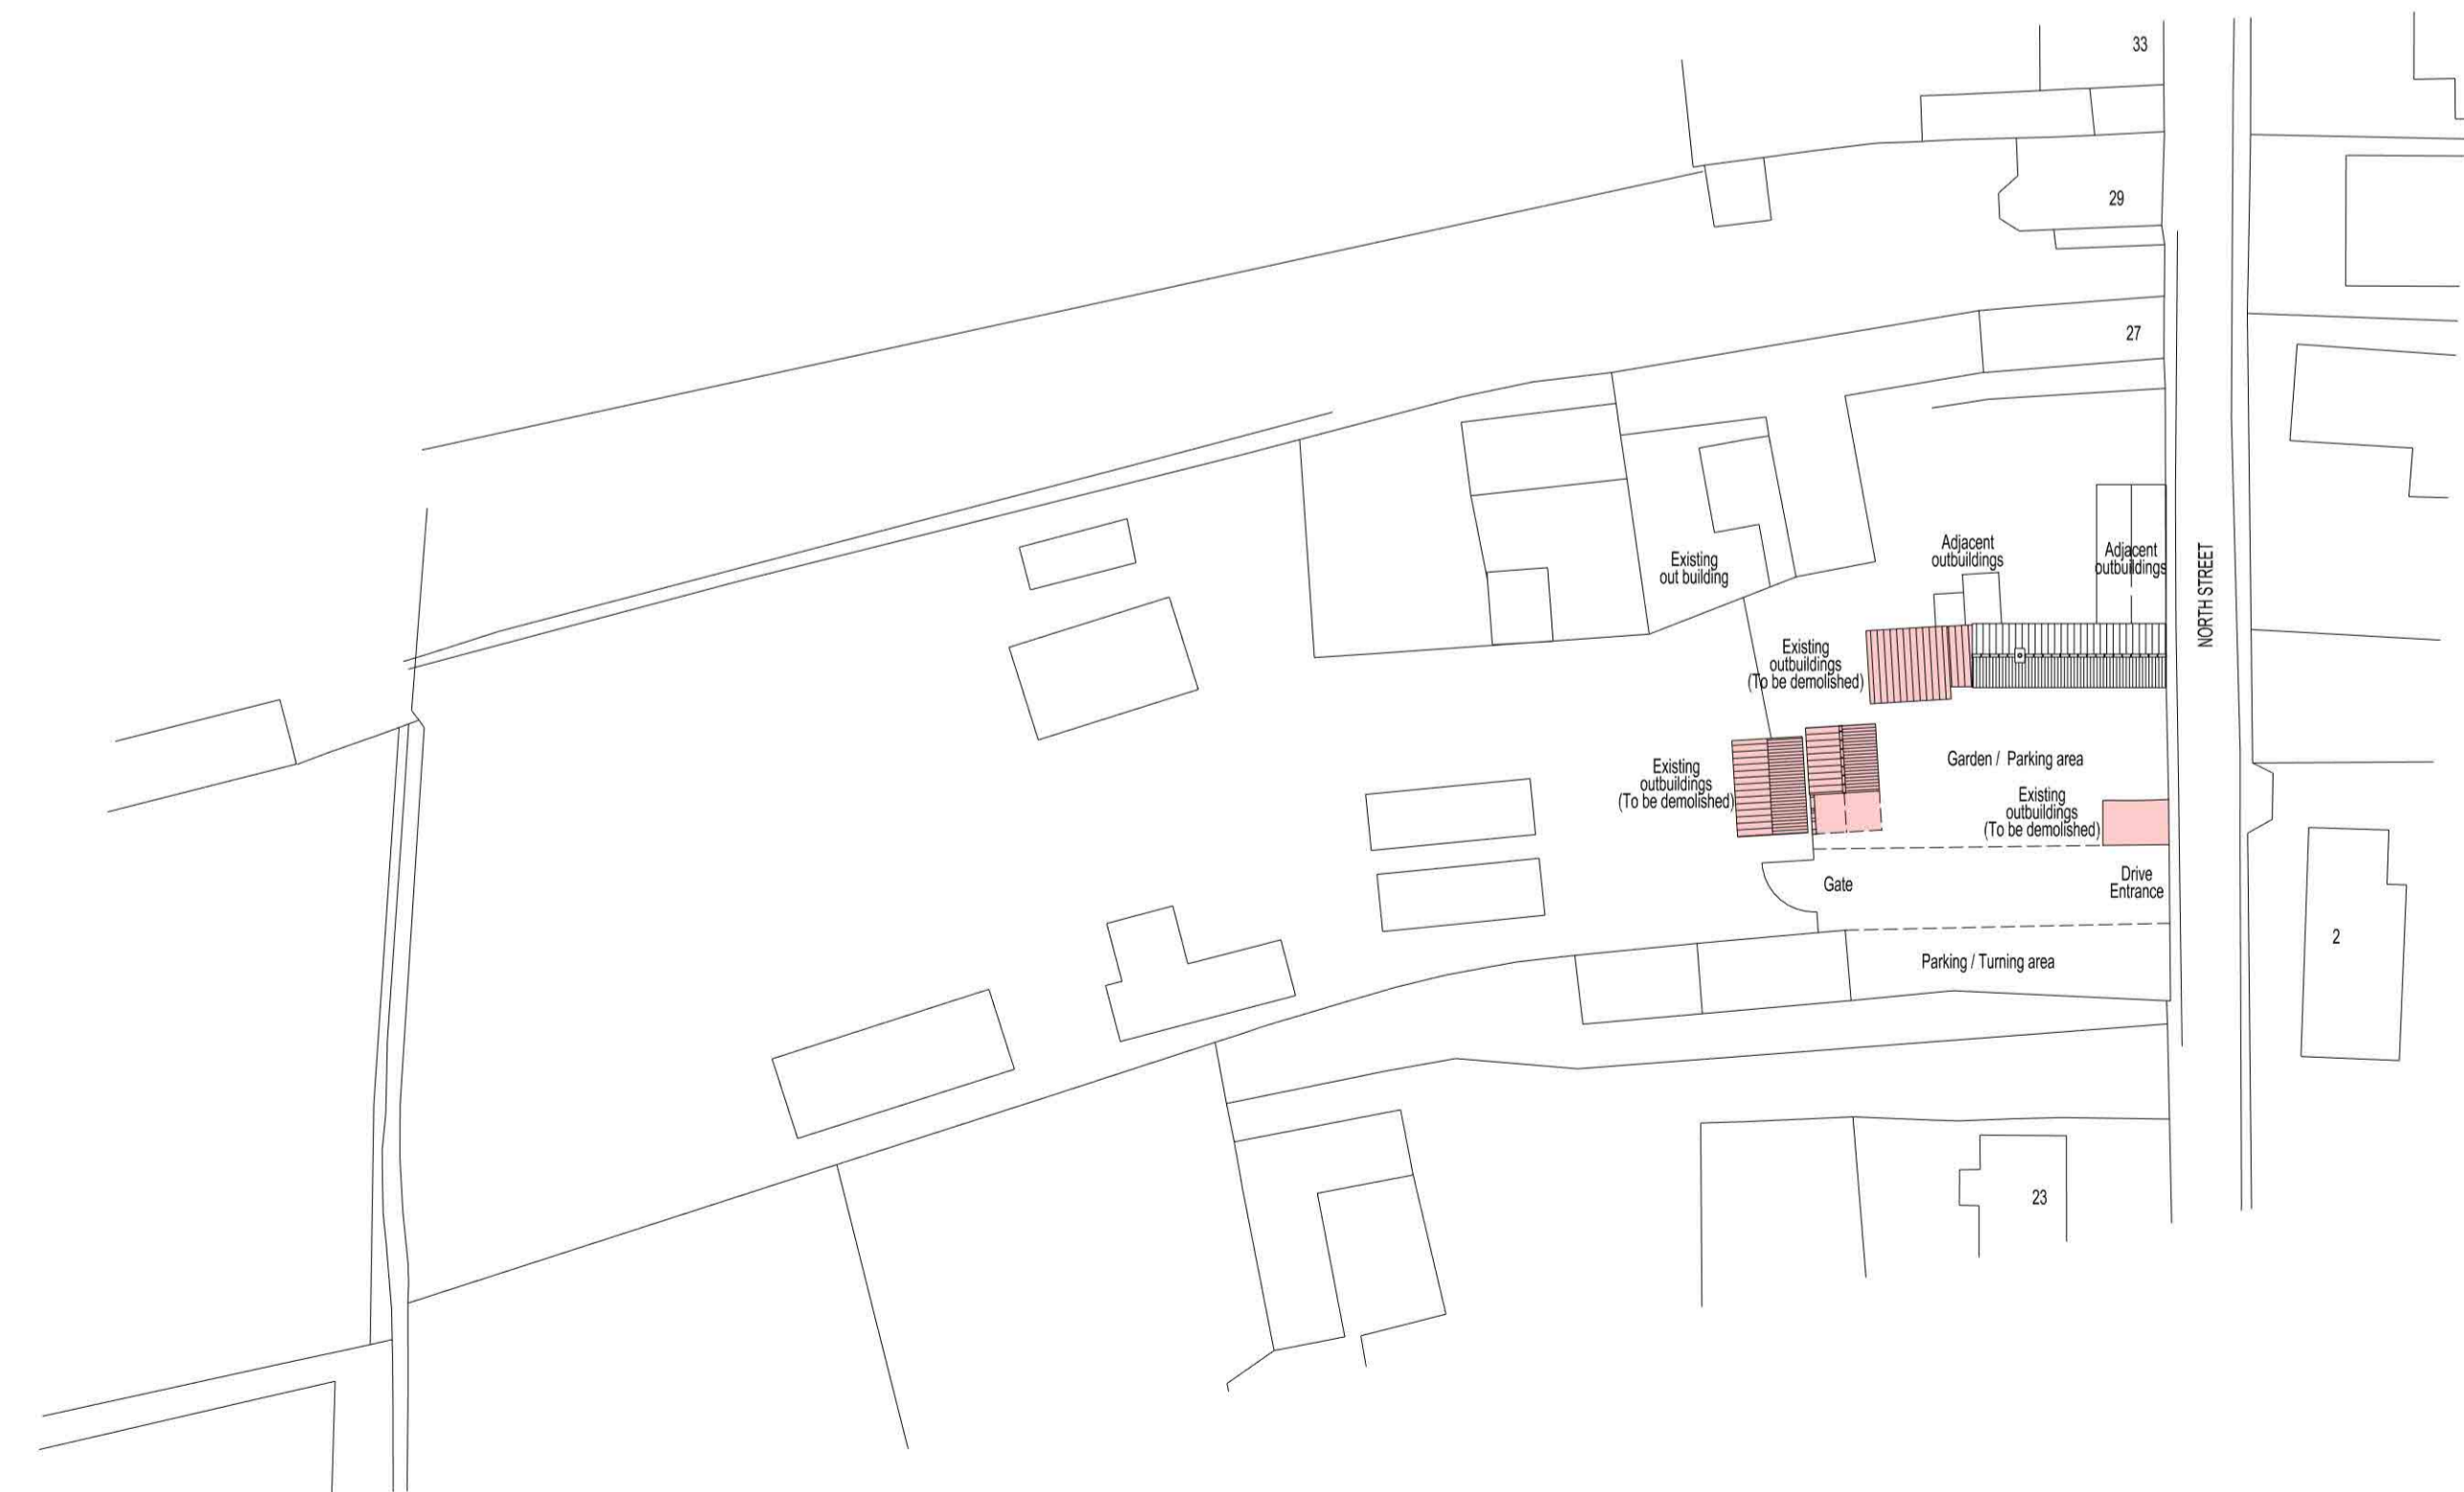 33
29
27
Adjacent
outbuildings
Adjacent
outbuildings
NORTH STREET
Existing
out building
Existing
outbuildings
(To be demolished)
Existing
outbuildings
(To be demolished)
Garden / Parking area
Existing
outbuildings
(To be demolished)
Gate
Drive
Entrance
2
Parking / Turning area
23